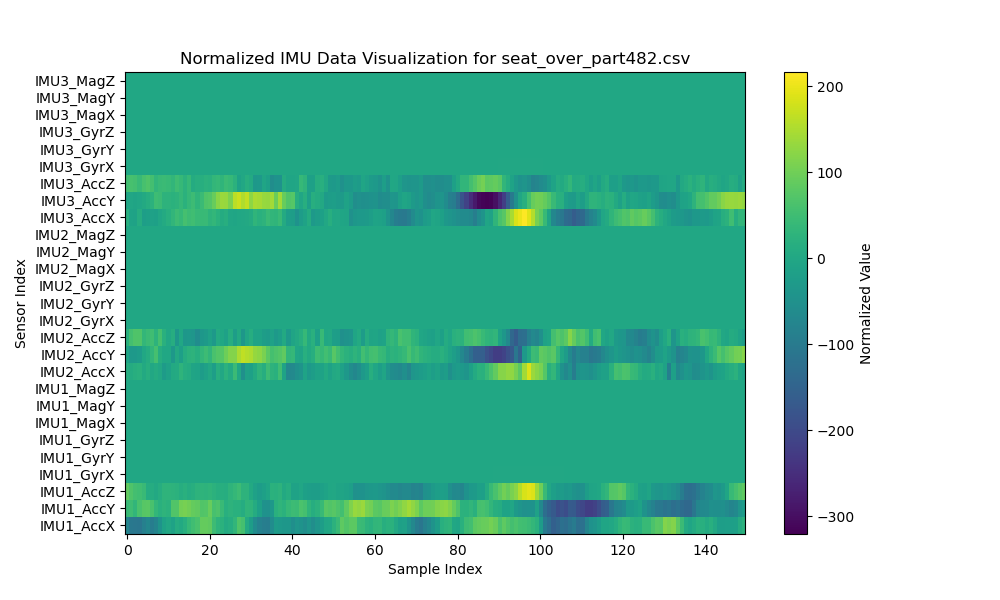 Normalized IMU Data Visualization for seat_over_part482.csv
IMU3_MagZ
IMU3_MagY
IMU3_MagX
IMU3_GyrZ
IMU3_GyrY
IMU3_GyrX
IMU3_AccZ
IMU3_AccY
IMU3_AccX
IMU2_MagZ
IMU2_MagY
IMU2_MagX
IMU2_GyrZ
IMU2_GyrY
IMU2_GyrX
IMU2_AccZ
IMU2_AccY
IMU2_AccX
IMU1_MagZ
IMU1_MagY
IMU1_MagX
IMU1_GyrZ
IMU1_GyrY
IMU1_GyrX
IMU1_AccZ
IMU1_AccY
IMU1_AccX
Sensor Index
0 20 40 60 80 100 120 140
Sample Index
200
100
0
−100
−200
−300
Normalized Value